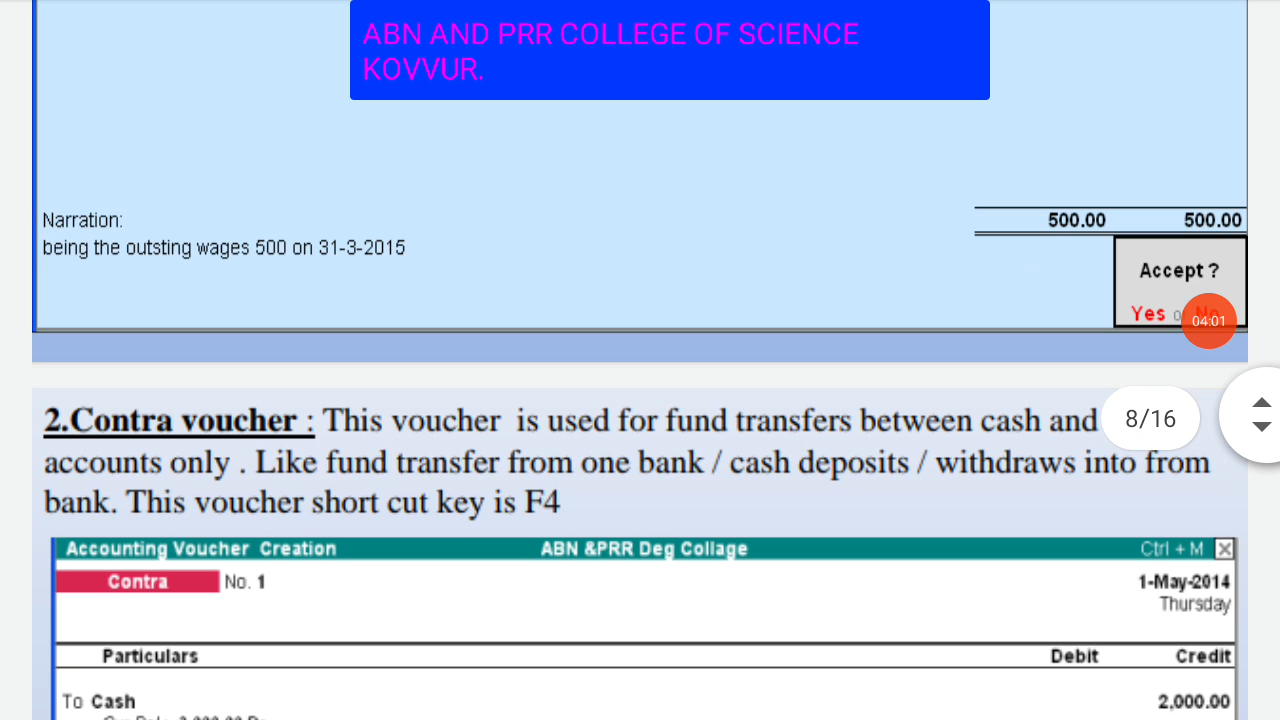 ABN AND PRR COLLEGE OF SCIENCE
KOVVUR.
Narration:
500.00 500.00
being the outsting wages 500 on 31-3-2015
Accept ?
Yes
04:01
2.Contra voucher : This voucher is used for fund transfers between cash and
8/16
accounts only . Like fund transfer from one bank / cash deposits / withdraws into from
bank. This voucher short cut key is F4
Accounting Voucher Creation ABN &PRR Deg Collage Ctrl + M
Contra No. 1 1-May-2014
Thursday
Particulars Debit Credit
To Cash 2,000.00